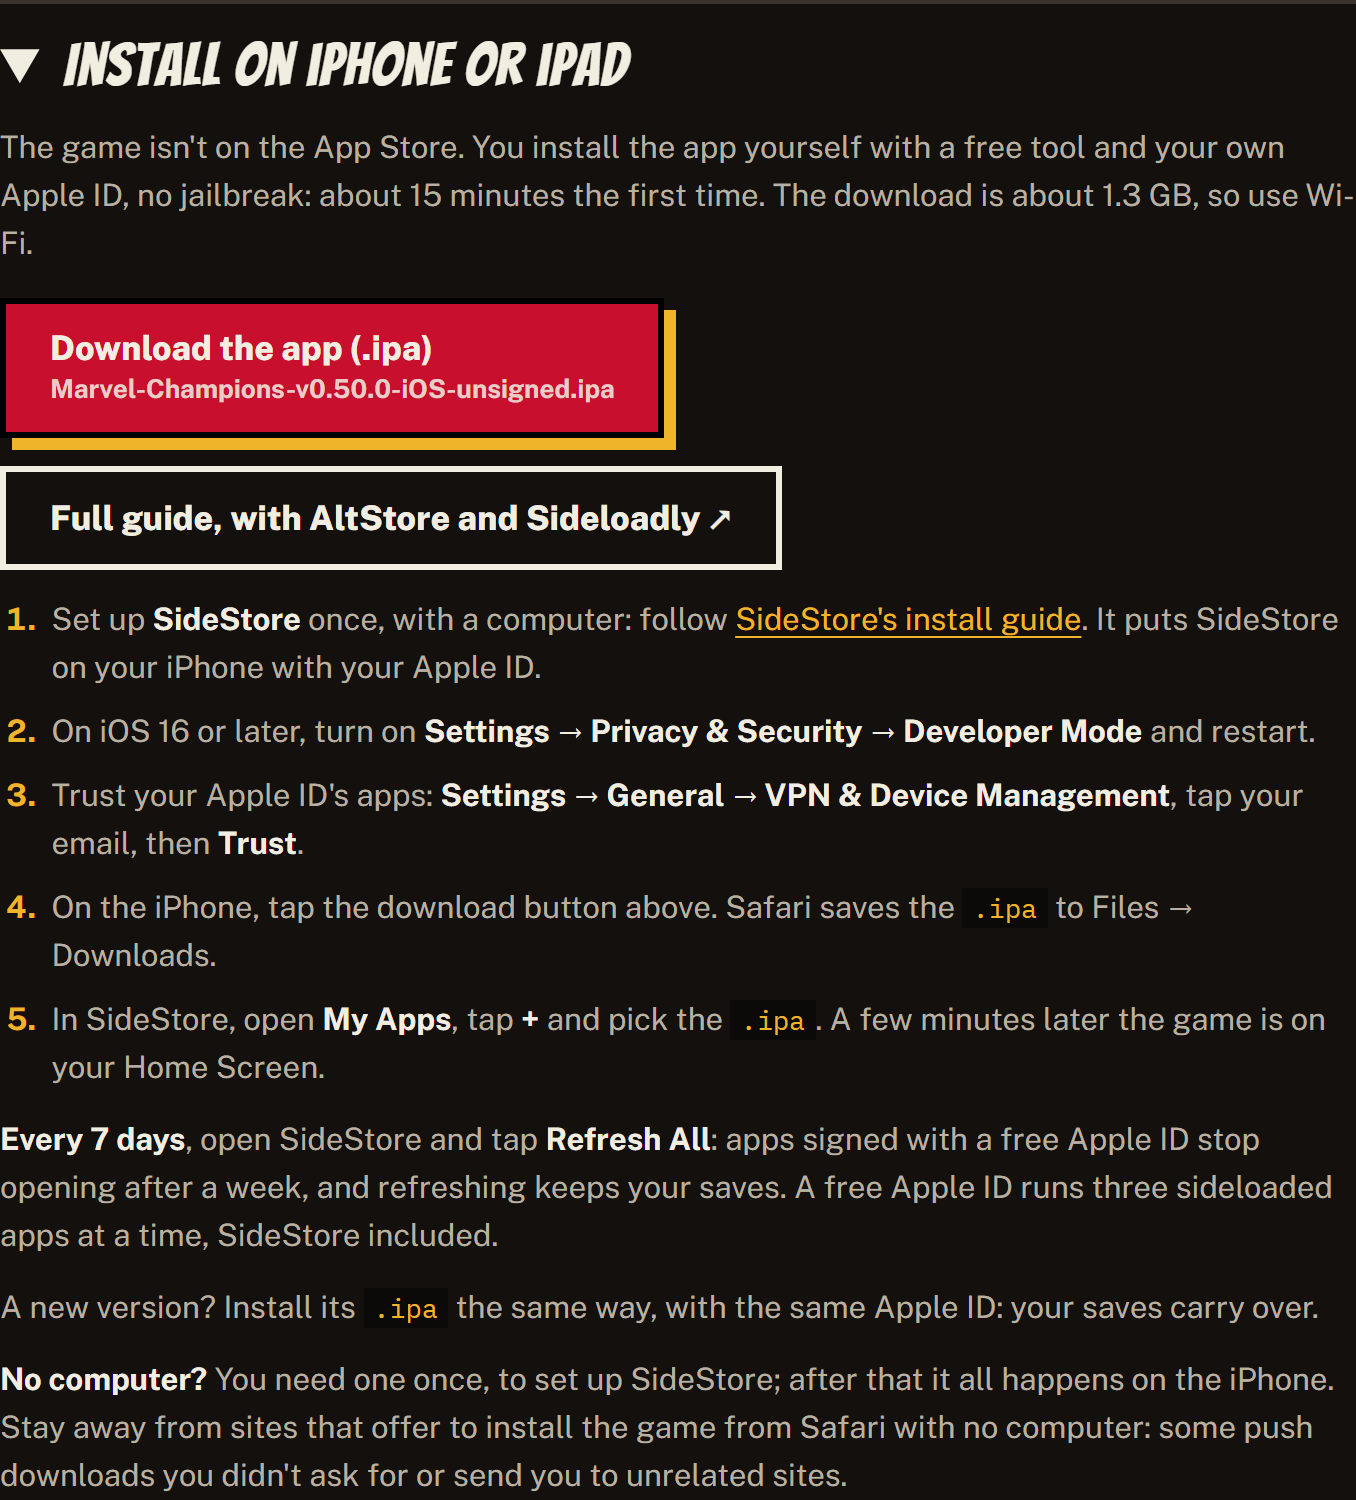 ▼ INSTALL ON IPHONE OR IPAD
The game isn't on the App Store. You install the app yourself with a free tool and your own
Apple ID, no jailbreak: about 15 minutes the first time. The download is about 1.3 GB, so use Wi-
Fi.
Download the app (.ipa)
Marvel-Champions-v0.50.0-iOS-unsigned.ipa
Full guide, with AltStore and Sideloadly ↗
1. Set up SideStore once, with a computer: follow SideStore's install guide. It puts SideStore
on your iPhone with your Apple ID.
2. On iOS 16 or later, turn on Settings → Privacy & Security → Developer Mode and restart.
3. Trust your Apple ID's apps: Settings → General → VPN & Device Management, tap your
email, then Trust.
4. On the iPhone, tap the download button above. Safari saves the .ipa to Files →
Downloads.
5. In SideStore, open My Apps, tap + and pick the .ipa. A few minutes later the game is on
your Home Screen.
Every 7 days, open SideStore and tap Refresh All: apps signed with a free Apple ID stop
opening after a week, and refreshing keeps your saves. A free Apple ID runs three sideloaded
apps at a time, SideStore included.
A new version? Install its .ipa the same way, with the same Apple ID: your saves carry over.
No computer? You need one once, to set up SideStore; after that it all happens on the iPhone.
Stay away from sites that offer to install the game from Safari with no computer: some push
downloads you didn't ask for or send you to unrelated sites.